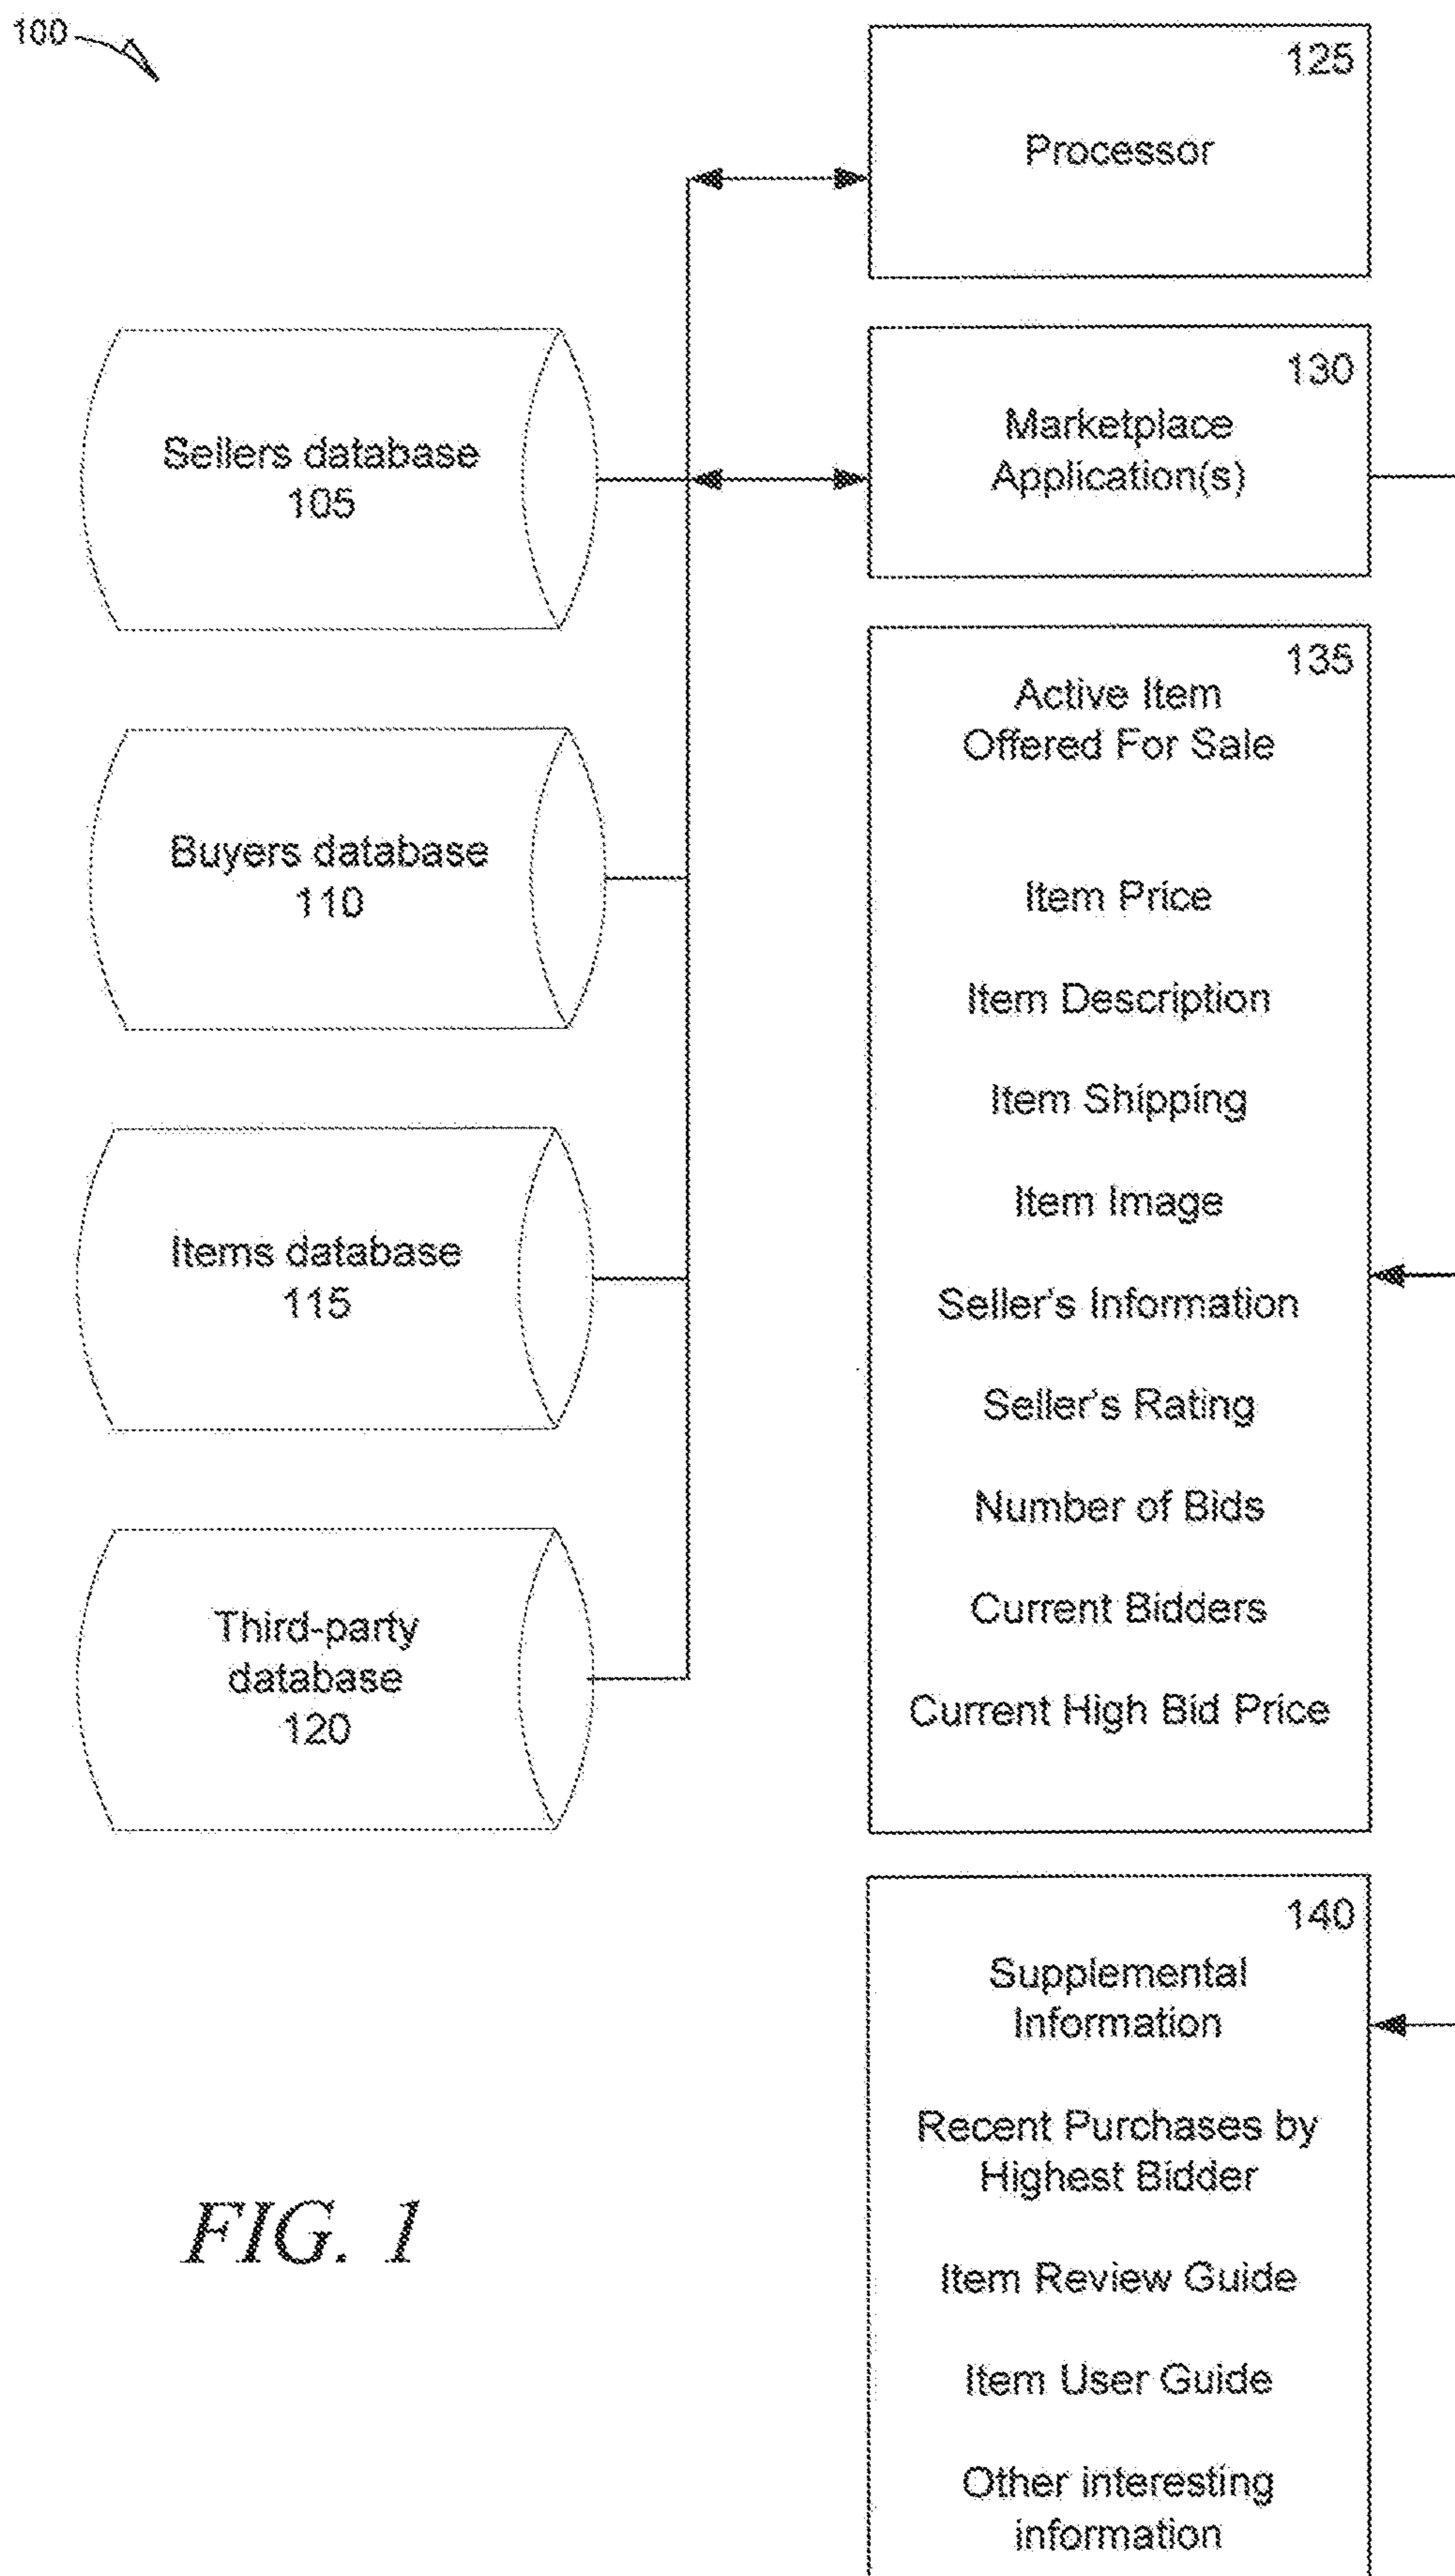 100
125
Processor
130
Marketplace
Application(s)
Sellers database
105
135
Active Item
Offered For Sale
Item Price
Item Description
Item Shipping
Item Image
Seller's Information
Seller's Rating
Number of Bids
Current Bidders
Current High Bid Price
Buyers database
110
Items database
115
Third-party
database
120
140
Supplemental
Information
Recent Purchases by
Highest Bidder
Item Review Guide
Item User Guide
Other interesting
information
FIG. 1